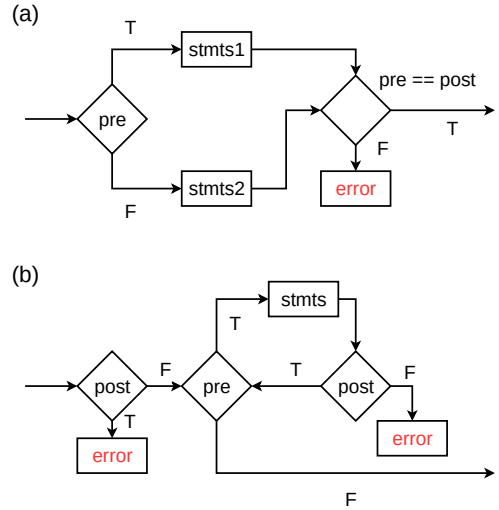 (a)
T
stmts1
pre == post
pre
T
F
F
stmts2
error
(b)
stmts
T
post
F
pre
T
post
F
T
error
error
F